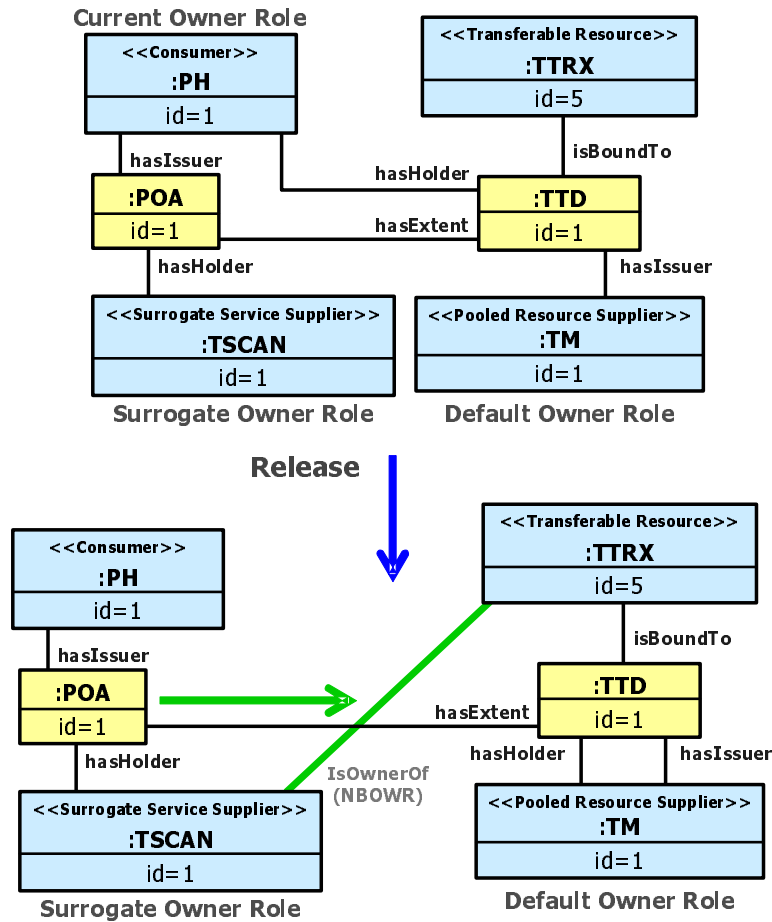 Current Owner Role
<<Consumer>>
:PH
id=1
<<Transferable Resource>>
:TTRX
id=5
hasIssuer
isBoundTo
hasHolder
:POA
id=1
:TTD
id=1
hasExtent
hasHolder
hasIssuer
<<Surrogate Service Supplier>>
:TSCAN
id=1
<<Pooled Resource Supplier>>
:TM
id=1
Surrogate Owner Role
Default Owner Role
Release
<<Transferable Resource>>
:TTRX
id=5
<<Consumer>>
:PH
id=1
isBoundTo
hasIssuer
:POA
id=1
:TTD
id=1
hasExtent
hasHolder
hasHolder
hasIssuer
IsOwnerOf
(NBOWR)
<<Surrogate Service Supplier>>
:TSCAN
id=1
<<Pooled Resource Supplier>>
:TM
id=1
Surrogate Owner Role
Default Owner Role